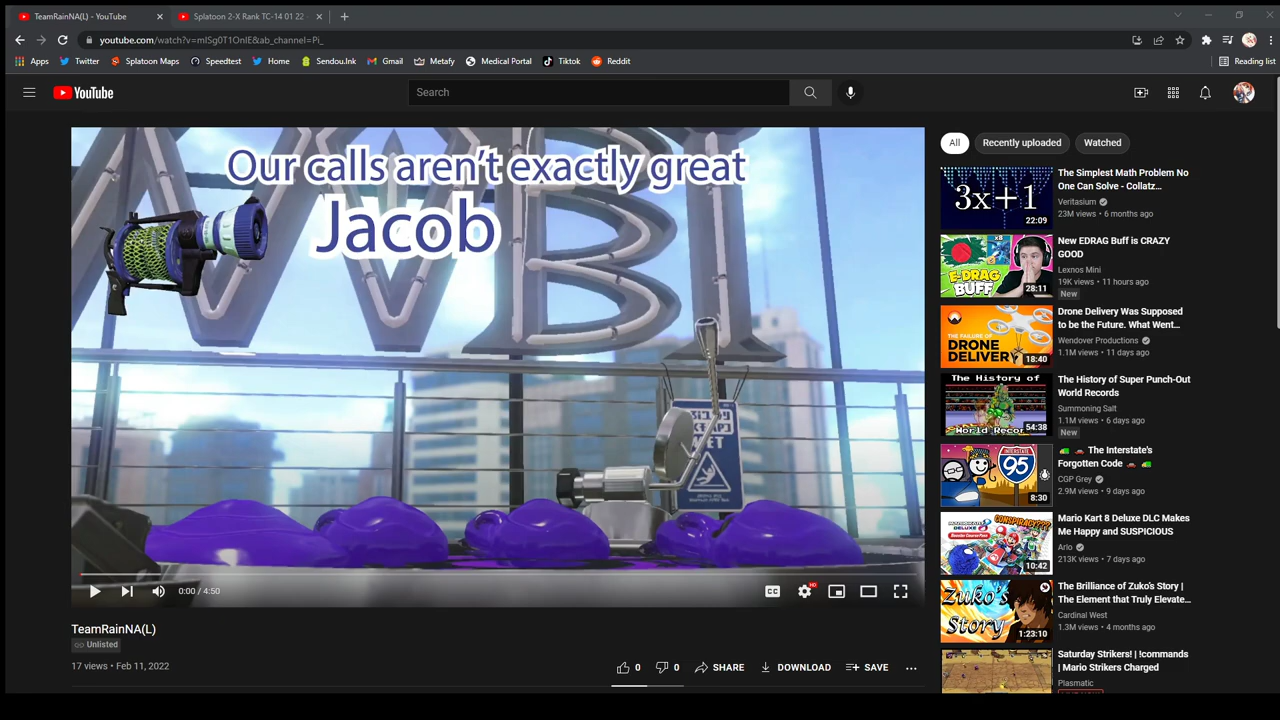 TeamRainNA(L) - YouTube
Splatoon 2-X Rank TC-14 01 22
youtube.com/watch?v=mISg0T1OnIE&ab_channel=Pi_
Apps
Twitter
Splatoon Maps
Speedtest
Home
Sendou.Ink
Gmail
Metafy
Medical Portal
Tiktok
Reddit
Reading list
YouTube
Search
Our calls aren't exactly great
Jacob
0:00 / 4:50
CC
HD
TeamRainNA(L)
Unlisted
17 views • Feb 11, 2022
0
0
SHARE
DOWNLOAD
SAVE
All
Recently uploaded
Watched
3x+1
22:09
The Simplest Math Problem No
One Can Solve - Collatz…
Veritasium
23M views • 6 months ago
E-DRAG
BUFF
28:11
New EDRAG Buff is CRAZY
GOOD
Lexnos Mini
19K views • 11 hours ago
New
THE FAILURE OF
DRONE
DELIVERY
18:40
Drone Delivery Was Supposed
to be the Future. What Went…
Wendover Productions
1.1M views • 11 days ago
The History of
World Recor
54:38
The History of Super Punch-Out
World Records
Summoning Salt
1.1M views • 6 days ago
New
INTERSTATE
95
8:30
The Interstate's
Forgotten Code
CGP Grey
2.9M views • 9 days ago
CONSPIRACY???
10:42
Mario Kart 8 Deluxe DLC Makes
Me Happy and SUSPICIOUS
Arlo
213K views • 7 days ago
Zuko's
Story
1:23:10
The Brilliance of Zuko's Story |
The Element that Truly Elevate…
Cardinal West
1.3M views • 4 months ago
Saturday Strikers! | !commands
| Mario Strikers Charged
Plasmatic